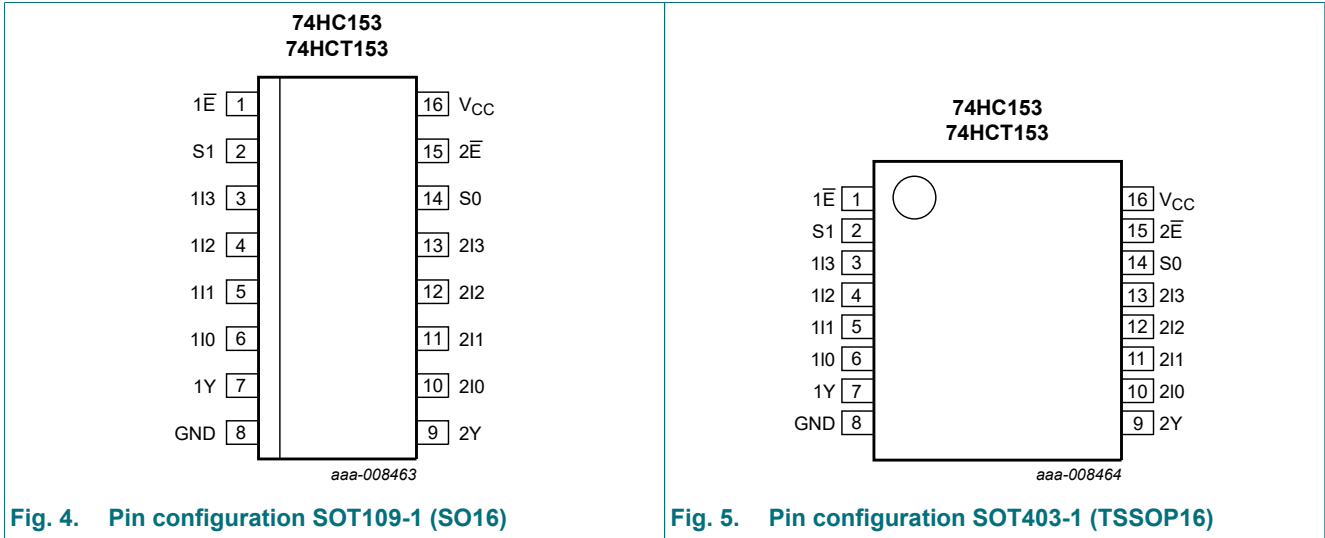 74HC153
74HCT153
1E̅ 1
16 VCC
S1 2
15 2E̅
1I3 3
14 S0
1I2 4
13 2I3
1I1 5
12 2I2
1I0 6
11 2I1
1Y 7
10 2I0
GND 8
9 2Y
aaa-008463
Fig. 4. Pin configuration SOT109-1 (SO16)
74HC153
74HCT153
1E̅ 1
16 VCC
S1 2
15 2E̅
1I3 3
14 S0
1I2 4
13 2I3
1I1 5
12 2I2
1I0 6
11 2I1
1Y 7
10 2I0
GND 8
9 2Y
aaa-008464
Fig. 5. Pin configuration SOT403-1 (TSSOP16)